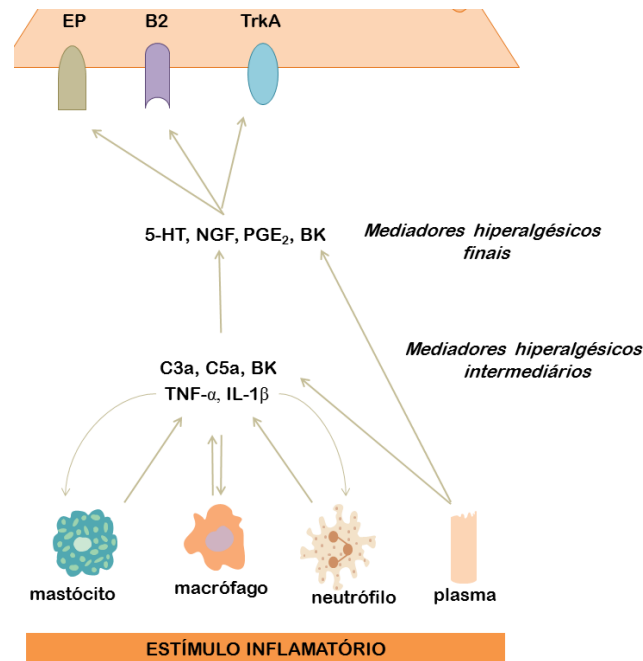 EP B2 TrkA
5-HT, NGF, PGE₂, BK
Mediadores hiperalgésicos
finais
Mediadores hiperalgésicos
intermediários
C3a, C5a, BK
TNF-α, IL-1β
mastócito macrófago neutrófilo plasma
ESTÍMULO INFLAMATÓRIO